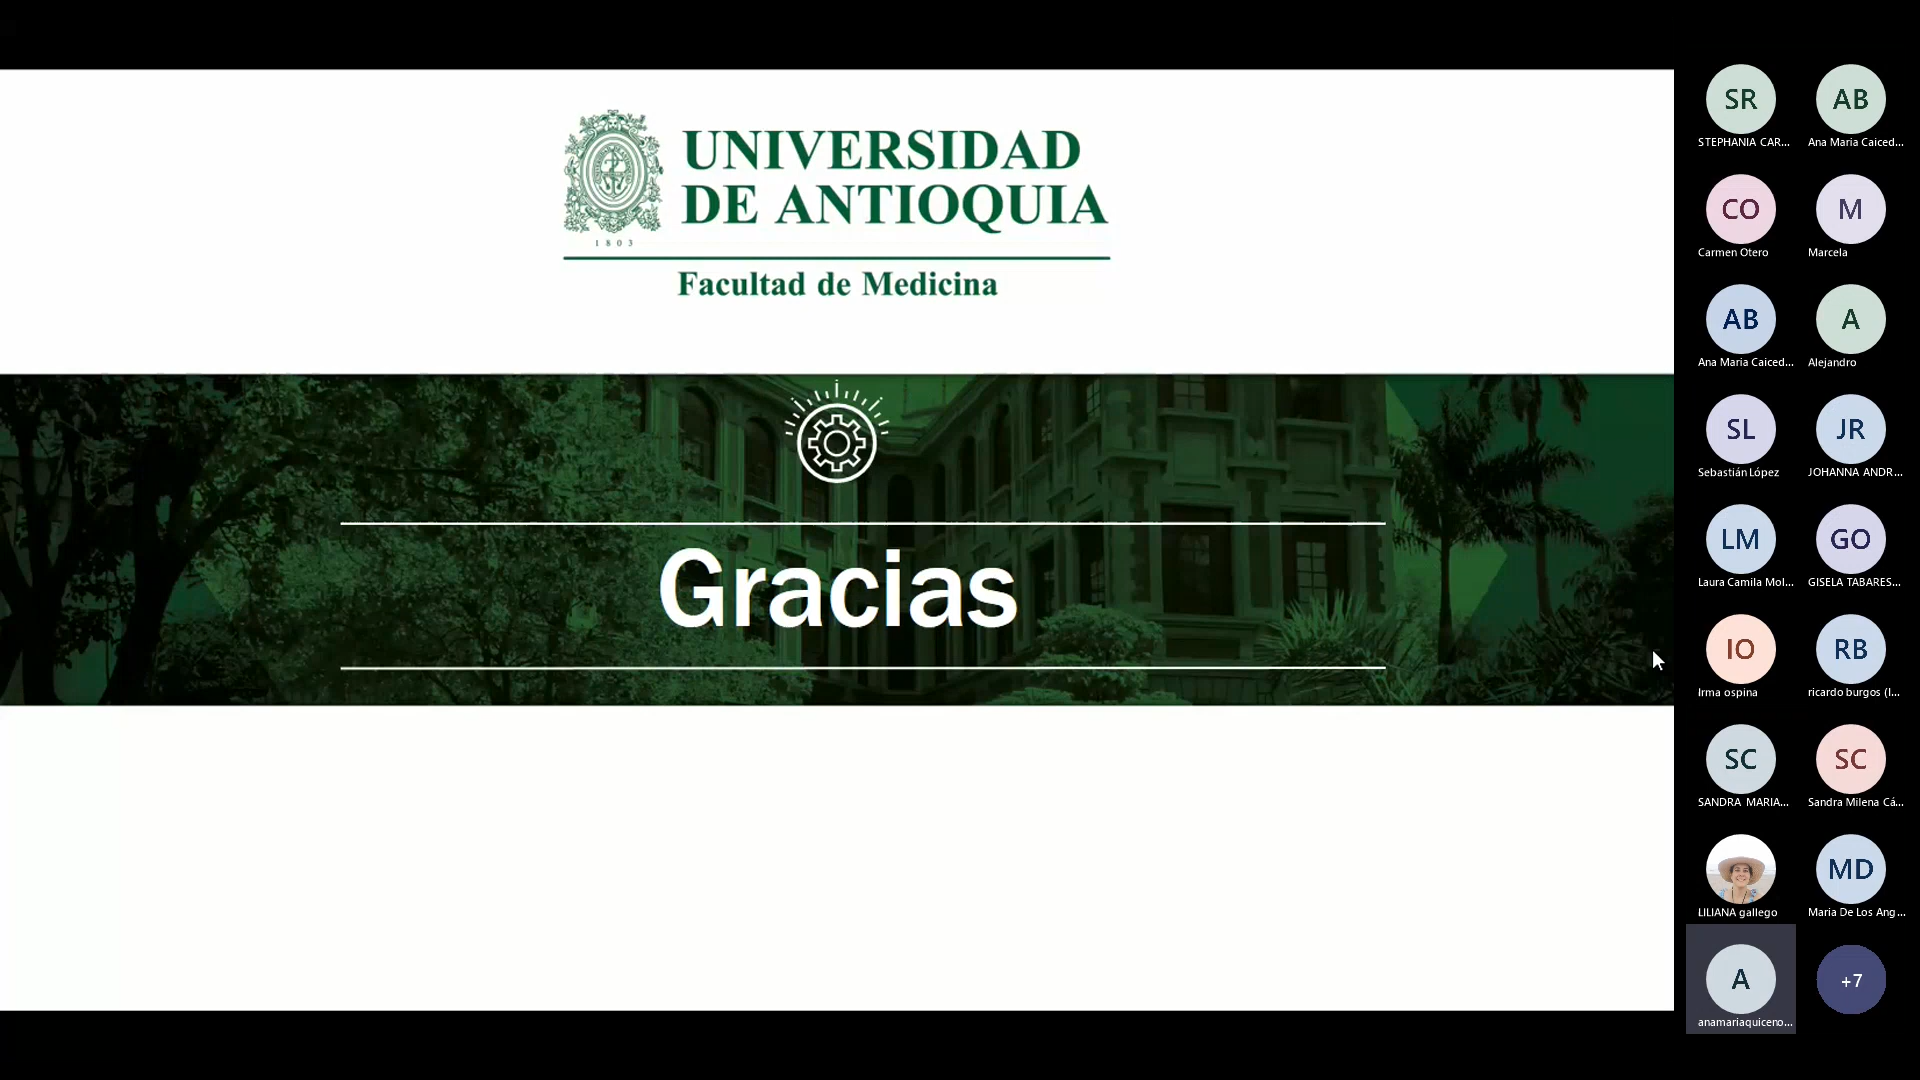 UNIVERSIDAD
DE ANTIOQUIA
1803
Facultad de Medicina
Gracias
SR
STEPHANIA CAR...
AB
Ana Maria Caiced...
CO
Carmen Otero
M
Marcela
AB
Ana María Caiced...
A
Alejandro
SL
Sebastián López
JR
JOHANNA ANDR...
LM
Laura Camila Mol...
GO
GISELA TABARES...
IO
Irma ospina
RB
ricardo burgos (I...
SC
SANDRA MARIA...
SC
Sandra Milena Cá...
LILIANA gallego
MD
Maria De Los Ang...
A
anamariaquiceno...
+7